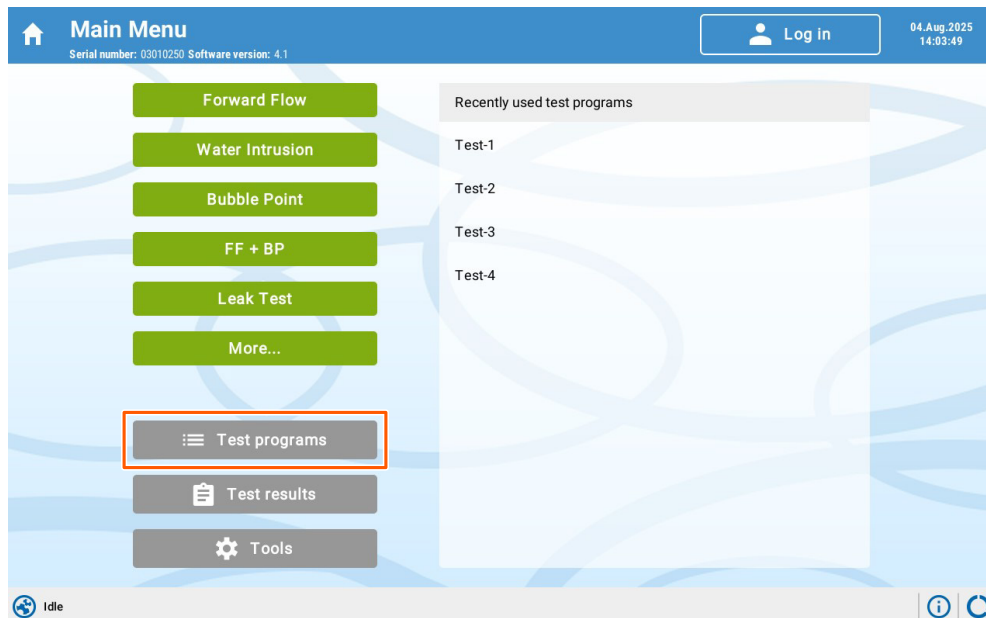 Main Menu
Serial number: 03010250 Software version: 4.1
Log in
04.Aug.2025
14:03:49
Forward Flow
Water Intrusion
Bubble Point
FF + BP
Leak Test
More...
Test programs
Test results
Tools
Recently used test programs
Test-1
Test-2
Test-3
Test-4
Idle